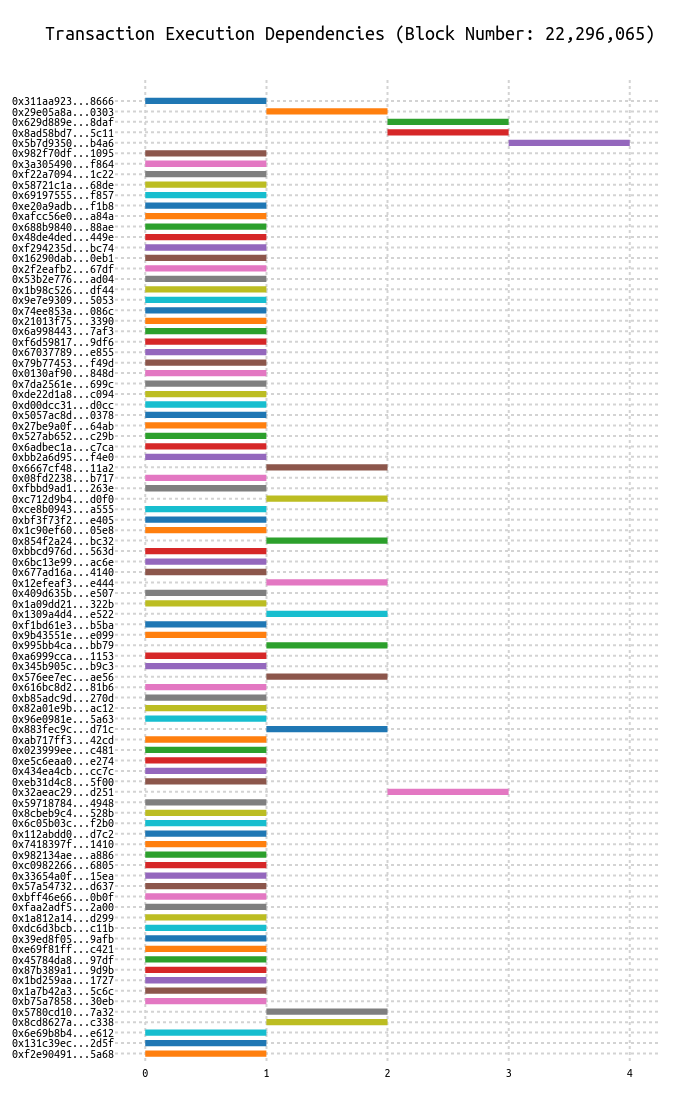 Transaction Execution Dependencies (Block Number: 22,296,065)
0x311aa923...8666
0x29e05a8a...0303
0x629d889e...8daf
0x8ad58bd7...5c11
0x5b7d9350...b4a6
0x982f70df...1095
0x3a305490...f864
0xf22a7094...1c22
0x58721c1a...68de
0x69197555...f857
0xe20a9adb...f1b8
0xafcc56e0...a84a
0x688b9840...88ae
0x48de4ded...449e
0xf294235d...bc74
0x16290dab...0eb1
0x2f2eafb2...67df
0x53b2e776...ad04
0x1b98c526...df44
0x9e7e9309...5053
0x74ee853a...086c
0x21013f75...3390
0x6a998443...7af3
0xf6d59817...9df6
0x67037789...e855
0x79b77453...f49d
0x0130af90...848d
0x7da2561e...699c
0xde22d1a8...c094
0xd00dcc31...d0cc
0x5057ac8d...0378
0x27be9a0f...64ab
0x527ab652...c29b
0x6adbec1a...c7ca
0xbb2a6d95...f4e0
0x6667cf48...11a2
0x08fd2238...b717
0xfbbd9ad1...263e
0xc712d9b4...d0f0
0xce8b0943...a555
0xbf3f73f2...e405
0x1c90ef60...05e8
0x854f2a24...bc32
0xbbcd976d...563d
0x6bc13e99...ac6e
0x677ad16a...4140
0x12efeaf3...e444
0x409d635b...e507
0x1a09dd21...322b
0x1309a4d4...e522
0xf1bd61e3...b5ba
0x9b43551e...e099
0x995bb4ca...bb79
0xa6999cca...1153
0x345b905c...b9c3
0x576ee7ec...ae56
0x616bc8d2...81b6
0xb85adc9d...270d
0x82a01e9b...ac12
0x96e0981e...5a63
0x883fec9c...d71c
0xab717ff3...42cd
0x023999ee...c481
0xe5c6eaa0...e274
0x434ea4cb...cc7c
0xeb31d4c8...5f00
0x32aeac29...d251
0x59718784...4948
0x8cbeb9c4...528b
0x6c05b03c...f2b0
0x112abdd0...d7c2
0x7418397f...1410
0x982134ae...a886
0xc0982266...6805
0x33654a0f...15ea
0x57a54732...d637
0xbff46e66...0b0f
0xfaa2adf5...2a00
0x1a812a14...d299
0xdc6d3bcb...c11b
0x39ed8f05...9afb
0xe69f81ff...c421
0x45784da8...97df
0x87b389a1...9d9b
0x1bd259aa...1727
0x1a7b42a3...5c6c
0xb75a7858...30eb
0x5780cd10...7a32
0x8cd8627a...c338
0x6e69b8b4...e612
0x131c39ec...2d5f
0xf2e90491...5a68
0 1 2 3 4